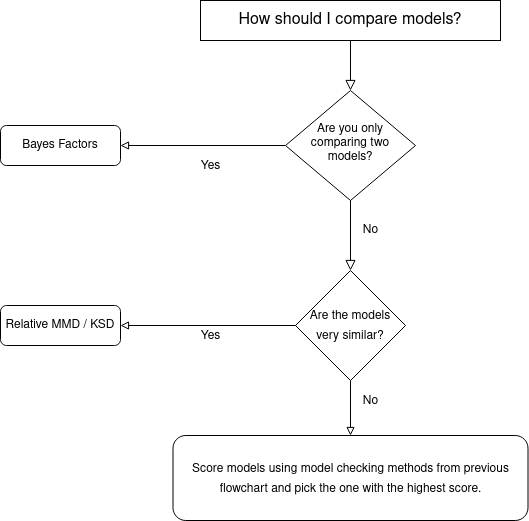 How should I compare models?
Are you only
comparing two
models?
Bayes Factors
Yes
No
Are the models
very similar?
Relative MMD / KSD
Yes
No
Score models using model checking methods from previous
flowchart and pick the one with the highest score.